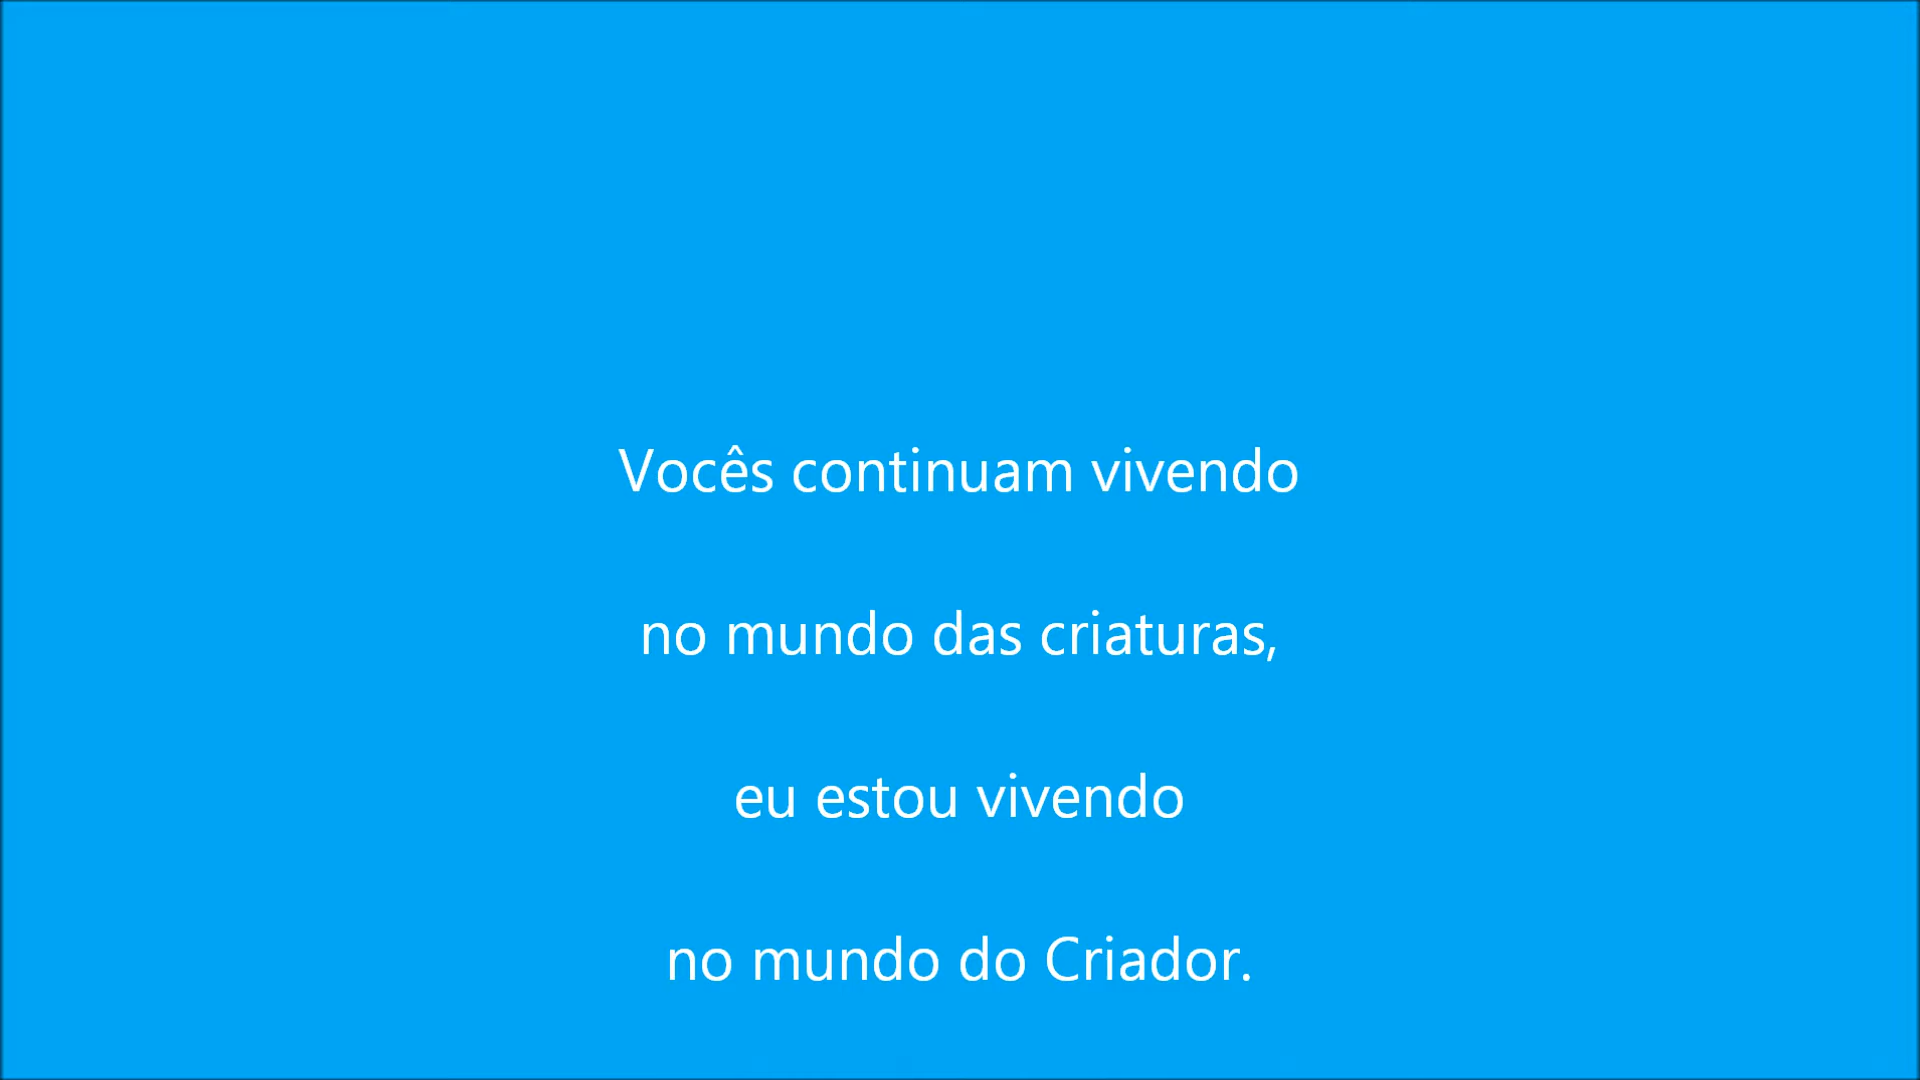 Vocês continuam vivendo
no mundo das criaturas,
eu estou vivendo
no mundo do Criador.